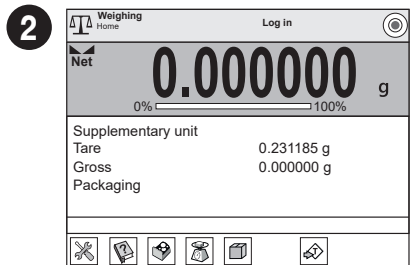 2
Weighing
Home
Log in
Net
0.000000 g
0% 100%
Supplementary unit
Tare 0.231185 g
Gross 0.000000 g
Packaging